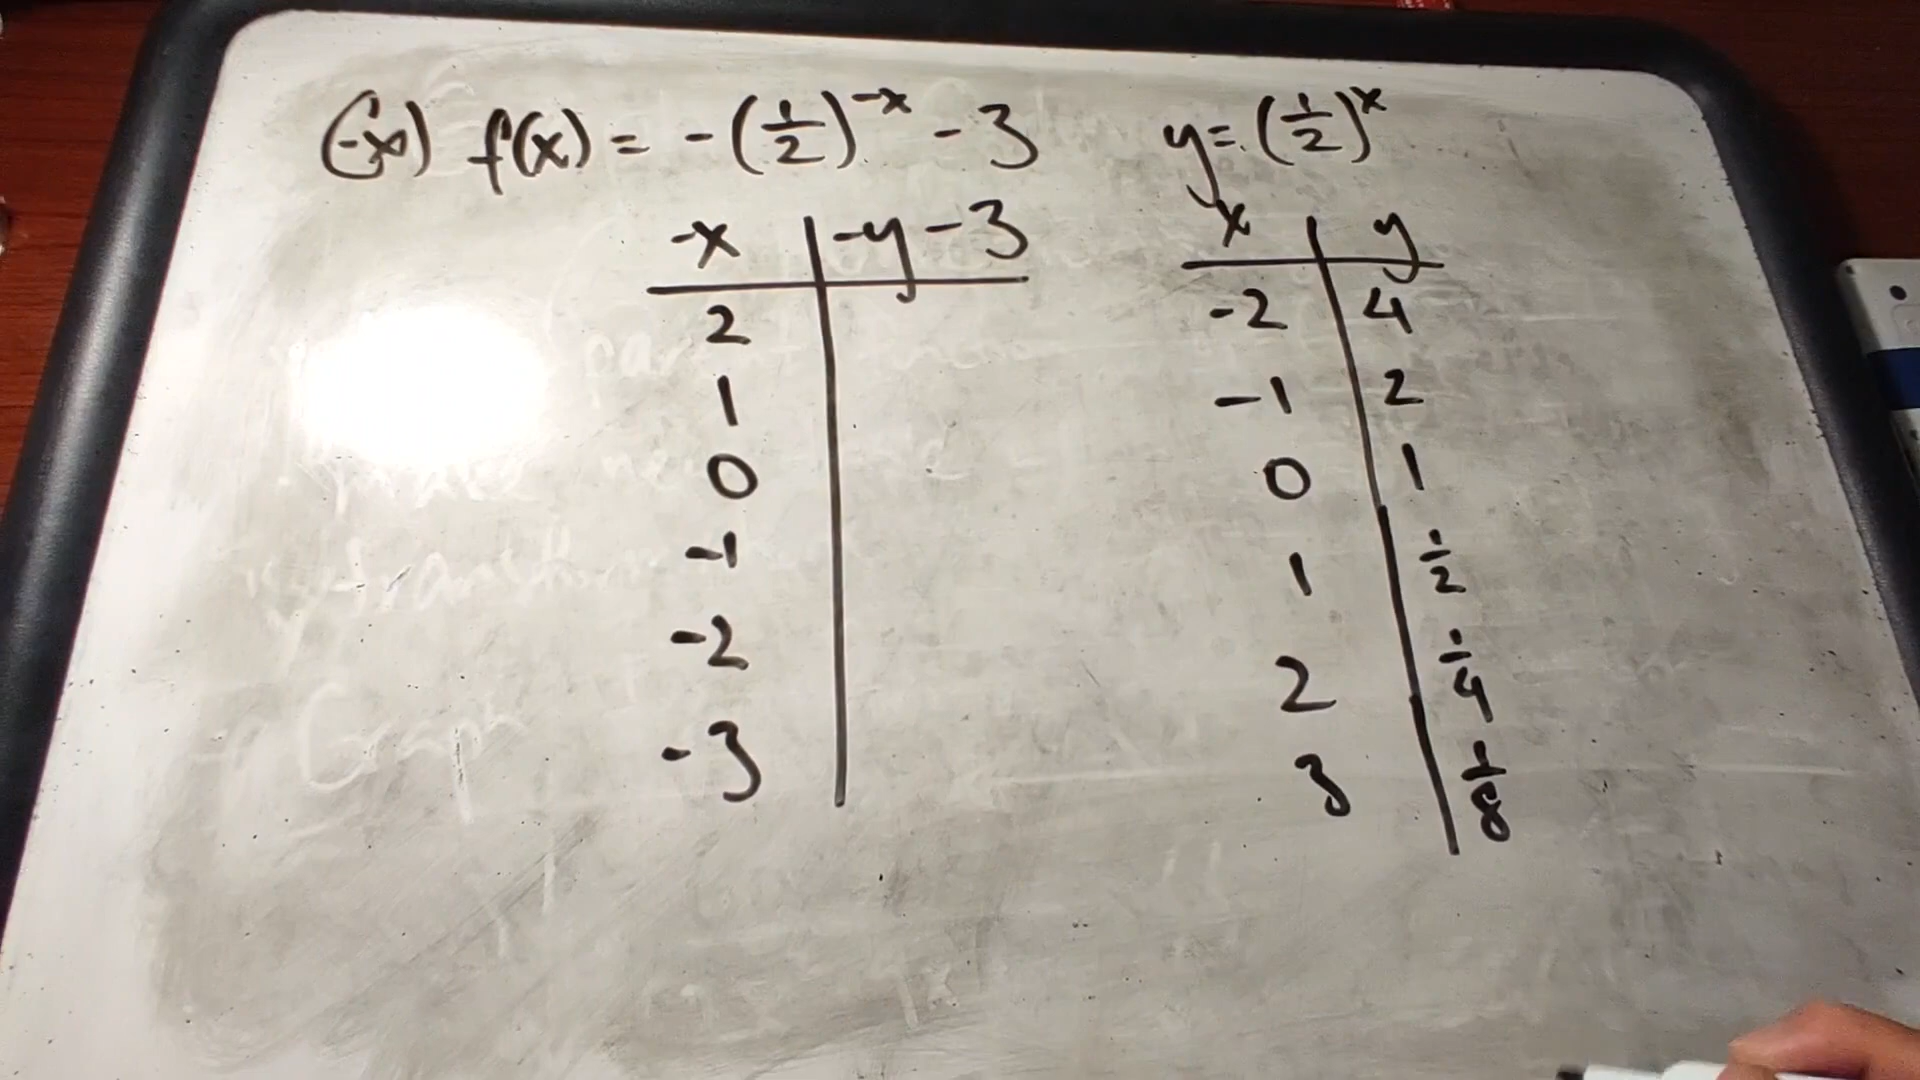 (-x) f(x) = -(1/2)^-x - 3 y = (1/2)^x
-x -y-3 x y
2 -2 4
1 -1 2
0 0 1
-1 1 1/2
-2 2 1/4
-3 3 1/8
Graph